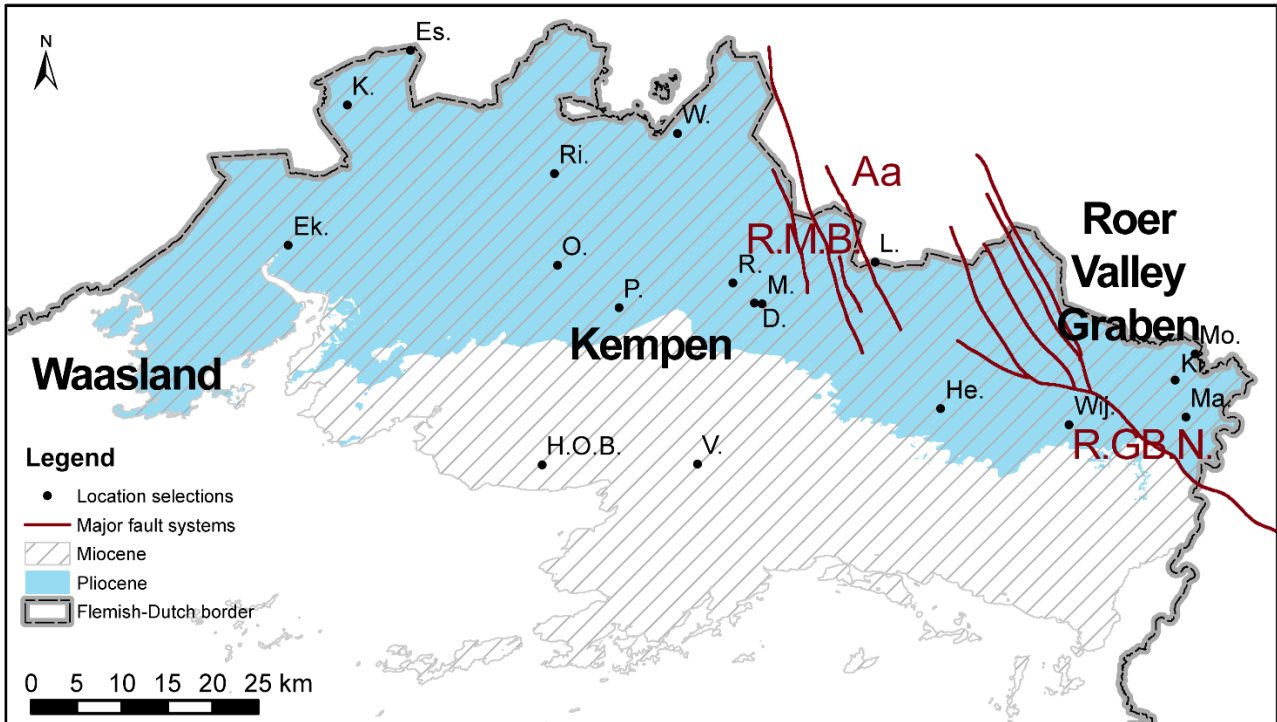 N
Es.
K.
W.
Ri.
Aa
Roer
Valley
Graben
Ek.
R.M.B.
L.
O.
R.
M.
D.
P.
Kempen
Mo.
K.
Waasland
He.
Wij.
Ma.
R.GB.N.
H.O.B.
V.
Legend
Location selections
Major fault systems
Miocene
Pliocene
Flemish-Dutch border
0 5 10 15 20 25 km